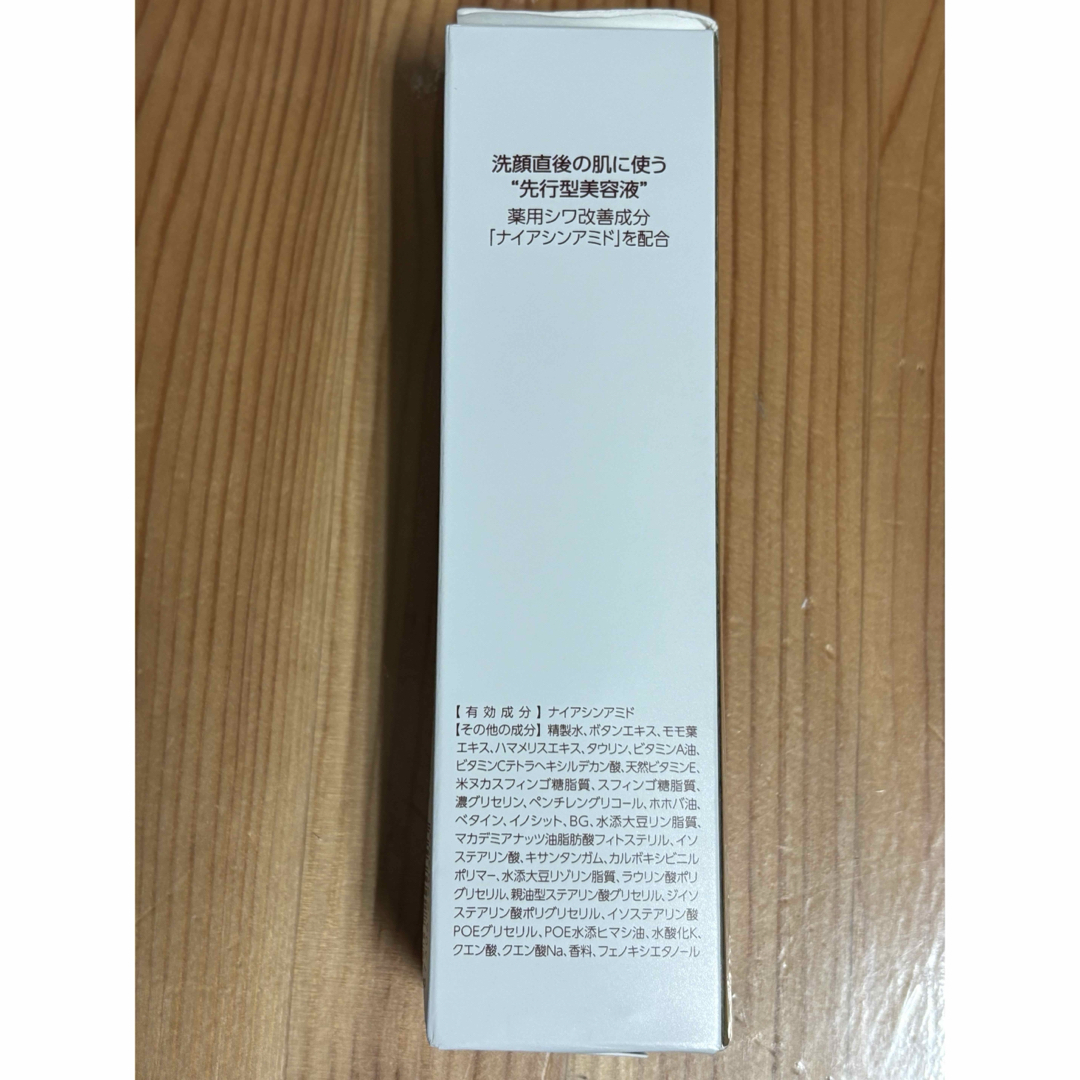 洗顔直後の肌に使う
“先行型美容液”
薬用シワ改善成分
「ナイアシンアミド」を配合
【有効成分】ナイアシンアミド
【その他の成分】精製水、ボタンエキス、モモ葉
エキス、ハマメリスエキス、タウリン、ビタミンA油、
ビタミンCテトラヘキシルデカン酸、天然ビタミンE、
米ヌカスフィンゴ糖脂質、スフィンゴ糖脂質、
濃グリセリン、ペンチレングリコール、ホホバ油、
ベタイン、イノシット、BG、水添大豆リン脂質、
マカデミアナッツ油脂肪酸フィトステリル、イソ
ステアリン酸、キサンタンガム、カルボキシビニル
ポリマー、水添大豆リゾリン脂質、ラウリン酸ポリ
グリセリル、親油型ステアリン酸グリセリル、ジイソ
ステアリン酸ポリグリセリル、イソステアリン酸
POEグリセリル、POE水添ヒマシ油、水酸化K、
クエン酸、クエン酸Na、香料、フェノキシエタノール